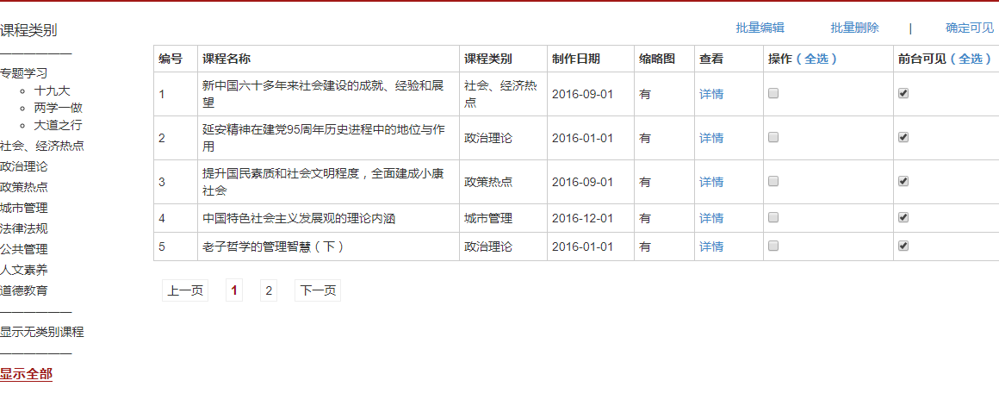 课程类别
专题学习
十九大
两学一做
大道之行
社会、经济热点
政治理论
政策热点
城市管理
法律法规
公共管理
人文素养
道德教育
显示无类别课程
显示全部
批量编辑 批量删除 | 确定可见
编号 课程名称 课程类别 制作日期 缩略图 查看 操作（全选） 前台可见（全选）
1 新中国六十多年来社会建设的成就、经验和展望 社会、经济热点 2016-09-01 有 详情
2 延安精神在建党95周年历史进程中的地位与作用 政治理论 2016-01-01 有 详情
3 提升国民素质和社会文明程度，全面建成小康社会 政策热点 2016-09-01 有 详情
4 中国特色社会主义发展观的理论内涵 城市管理 2016-12-01 有 详情
5 老子哲学的管理智慧（下） 政治理论 2016-01-01 有 详情
上一页 1 2 下一页